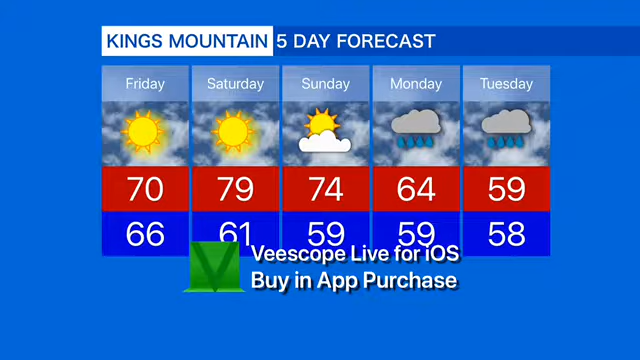 KINGS MOUNTAIN 5 DAY FORECAST
Friday Saturday Sunday Monday Tuesday
70 79 74 64 59
66 61 59 59 58
V Veescope Live for iOS
Buy in App Purchase